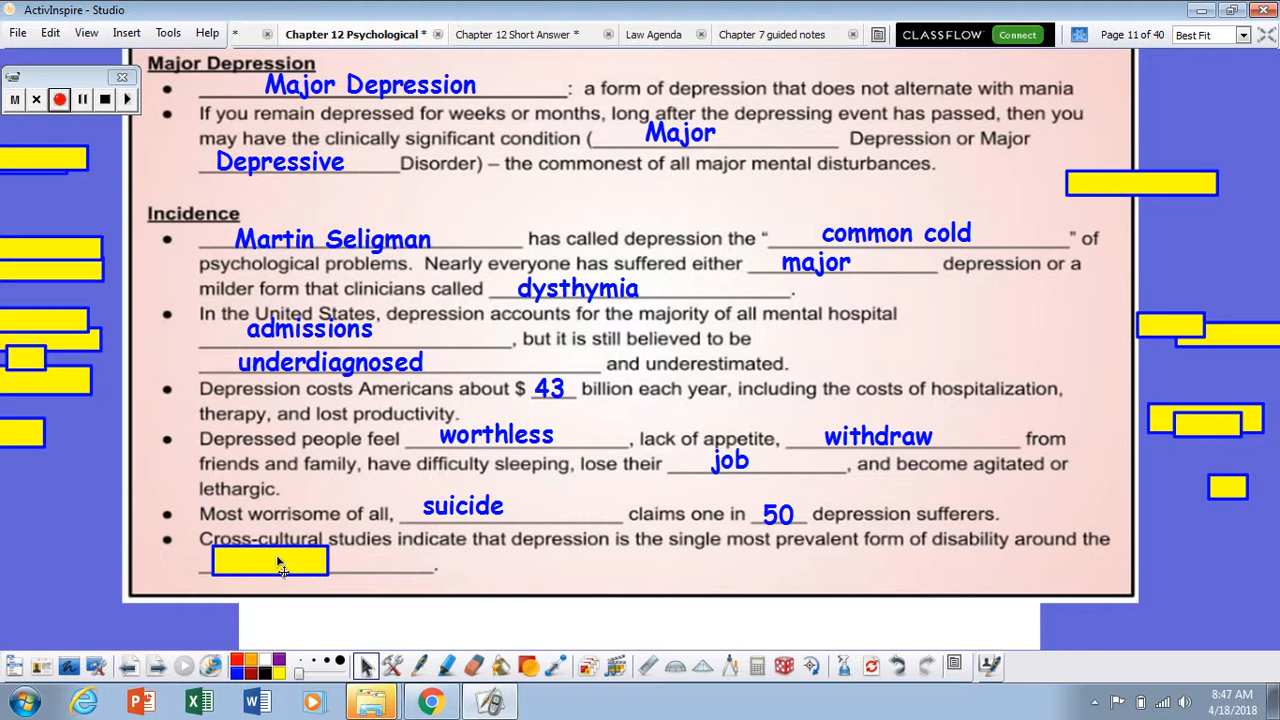 ActivInspire - Studio
File Edit View Insert Tools Help * Chapter 12 Psychological * Chapter 12 Short Answer * Law Agenda Chapter 7 guided notes CLASSFLOW Connect Page 11 of 40 Best Fit
M
Major Depression
• Major Depression: a form of depression that does not alternate with mania
• If you remain depressed for weeks or months, long after the depressing event has passed, then you
may have the clinically significant condition (Major Depression or Major
Depressive Disorder) – the commonest of all major mental disturbances.
Incidence
• Martin Seligman has called depression the “common cold” of
psychological problems. Nearly everyone has suffered either major depression or a
milder form that clinicians called dysthymia.
• In the United States, depression accounts for the majority of all mental hospital
admissions, but it is still believed to be
underdiagnosed and underestimated.
• Depression costs Americans about $ 43 billion each year, including the costs of hospitalization,
therapy, and lost productivity.
• Depressed people feel worthless, lack of appetite, withdraw from
friends and family, have difficulty sleeping, lose their job, and become agitated or
lethargic.
• Most worrisome of all, suicide claims one in 50 depression sufferers.
• Cross-cultural studies indicate that depression is the single most prevalent form of disability around the
.
8:47 AM
4/18/2018